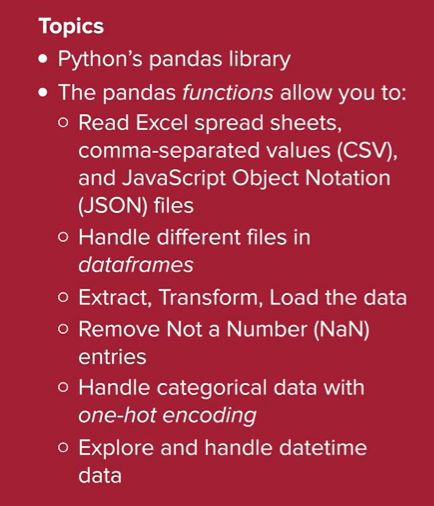 Topics
• Python’s pandas library
• The pandas functions allow you to:
○ Read Excel spread sheets,
comma-separated values (CSV),
and JavaScript Object Notation
(JSON) files
○ Handle different files in
dataframes
○ Extract, Transform, Load the data
○ Remove Not a Number (NaN)
entries
○ Handle categorical data with
one-hot encoding
○ Explore and handle datetime
data